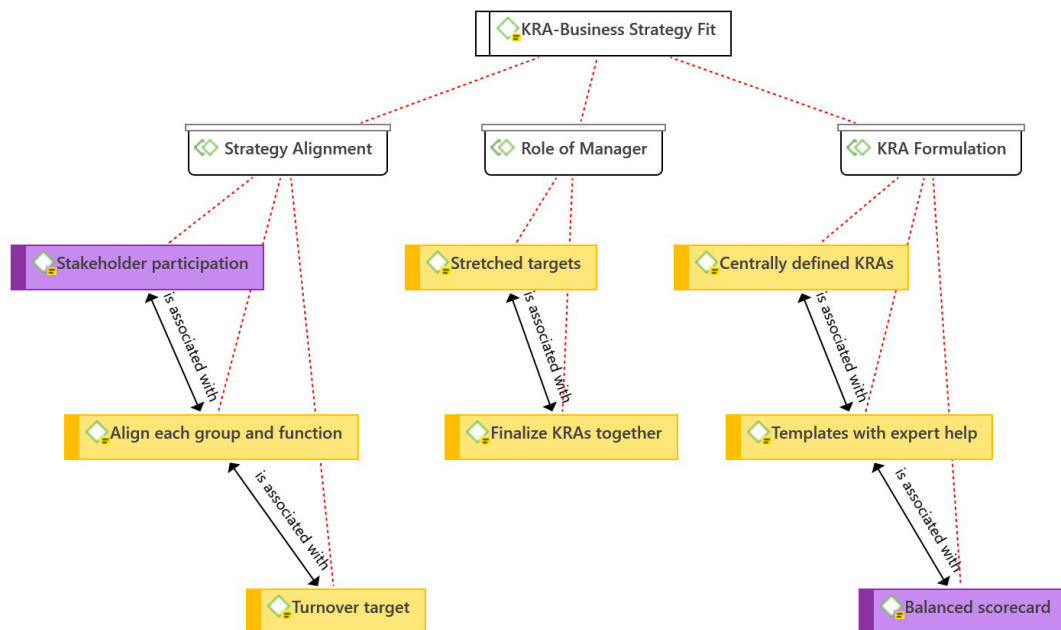 KRA-Business Strategy Fit
Strategy Alignment
Role of Manager
KRA Formulation
Stakeholder participation
Stretched targets
Centrally defined KRAs
is associated with
is associated with
is associated with
Align each group and function
Finalize KRAs together
Templates with expert help
is associated with
is associated with
Turnover target
Balanced scorecard